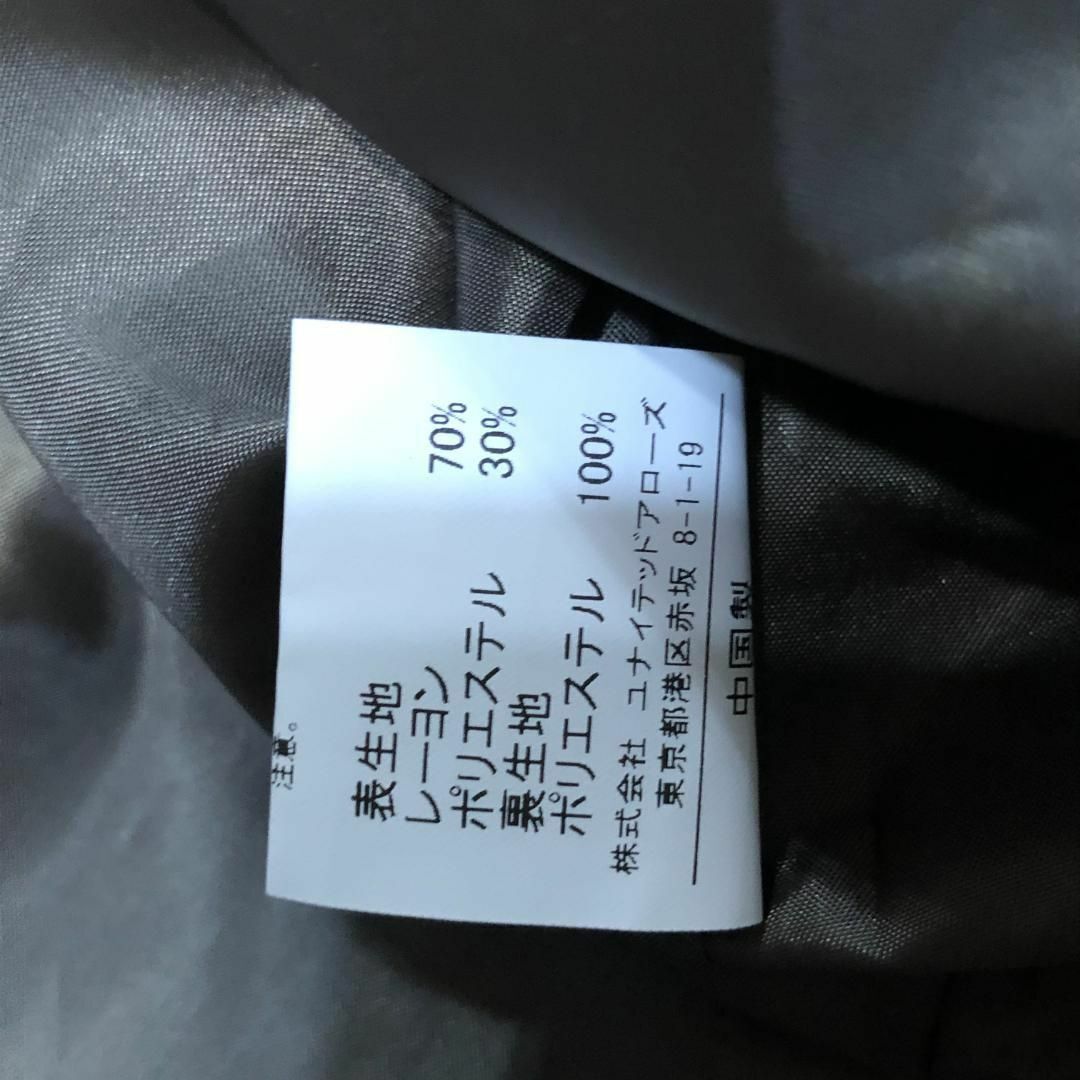 注意。
表生地
レーヨン 70%
ポリエステル 30%
裏生地
ポリエステル 100%
株式会社 ユナイテッドアローズ
東京都港区赤坂 8-1-19
中国製